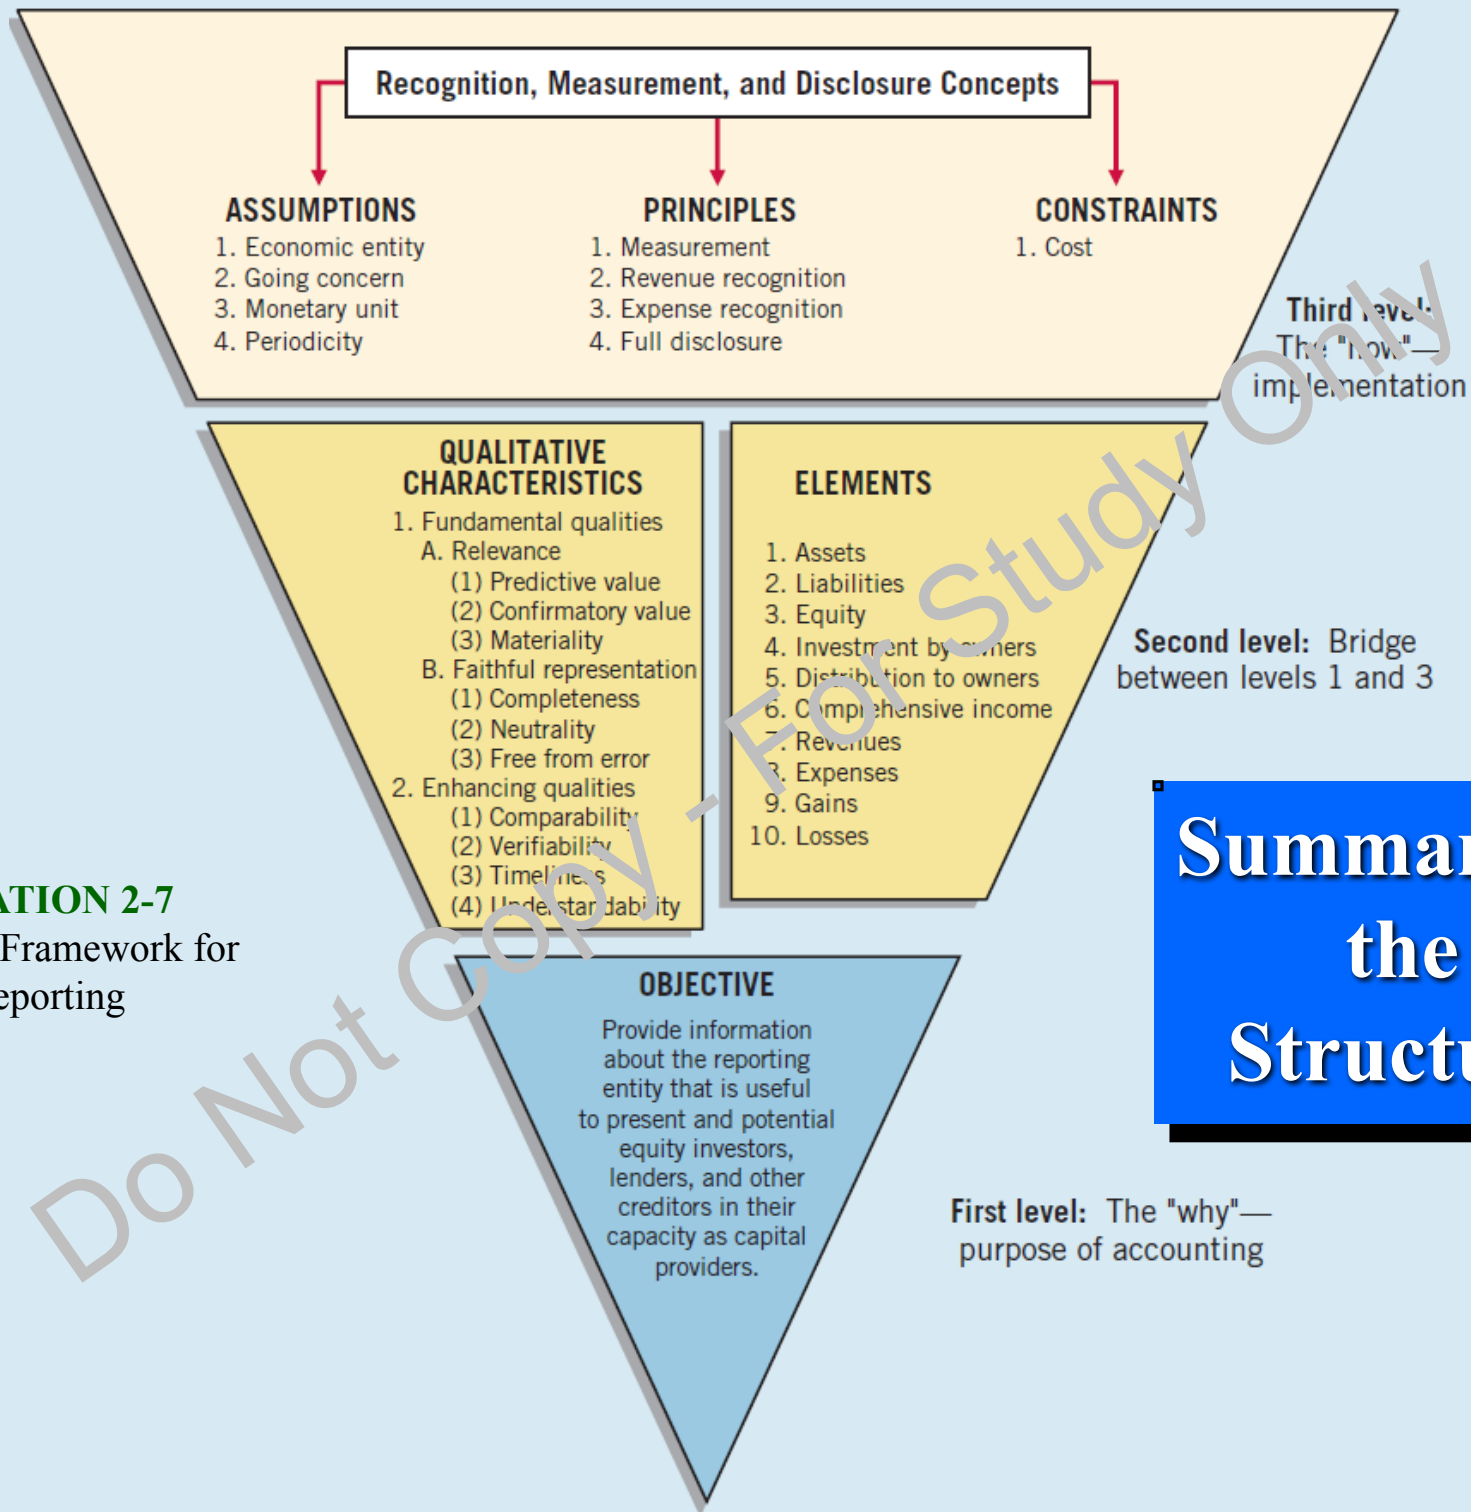 Recognition, Measurement, and Disclosure Concepts
ASSUMPTIONS
1. Economic entity
2. Going concern
3. Monetary unit
4. Periodicity
PRINCIPLES
1. Measurement
2. Revenue recognition
3. Expense recognition
4. Full disclosure
CONSTRAINTS
1. Cost
Third level:
The "how"—
implementation
QUALITATIVE
CHARACTERISTICS
1. Fundamental qualities
A. Relevance
(1) Predictive value
(2) Confirmatory value
(3) Materiality
B. Faithful representation
(1) Completeness
(2) Neutrality
(3) Free from error
2. Enhancing qualities
(1) Comparability
(2) Verifiability
(3) Timeliness
(4) Understandability
ELEMENTS
1. Assets
2. Liabilities
3. Equity
4. Investment by owners
5. Distribution to owners
6. Comprehensive income
7. Revenues
8. Expenses
9. Gains
10. Losses
Second level: Bridge
between levels 1 and 3
Summar
the
Structu
ATION 2-7
Framework for
eporting
OBJECTIVE
Provide information
about the reporting
entity that is useful
to present and potential
equity investors,
lenders, and other
creditors in their
capacity as capital
providers.
First level: The "why"—
purpose of accounting
Do Not Copy - For Study Only